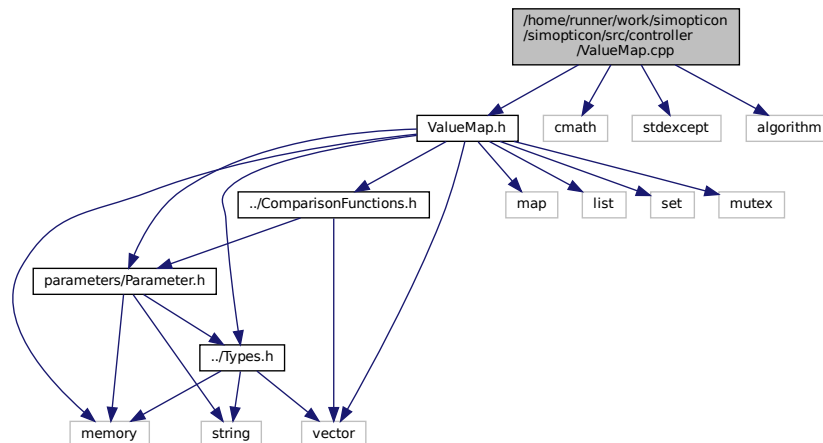 /home/runner/work/simopticon
/simopticon/src/controller
/ValueMap.cpp
ValueMap.h
cmath
stdexcept
algorithm
../ComparisonFunctions.h
map
list
set
mutex
parameters/Parameter.h
../Types.h
memory
string
vector